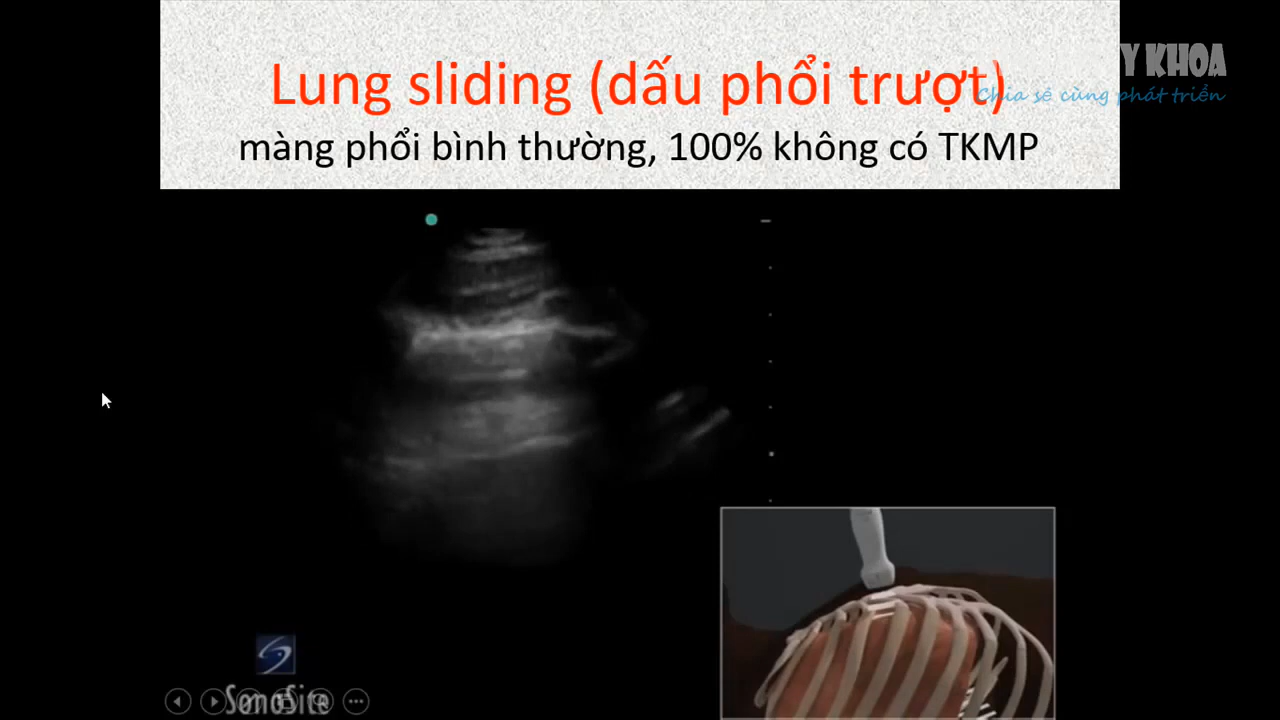 Lung sliding (dấu phổi trượt)
màng phổi bình thường, 100% không có TKMP
Y KHOA
Chia sẻ cùng phát triển
SonoSite